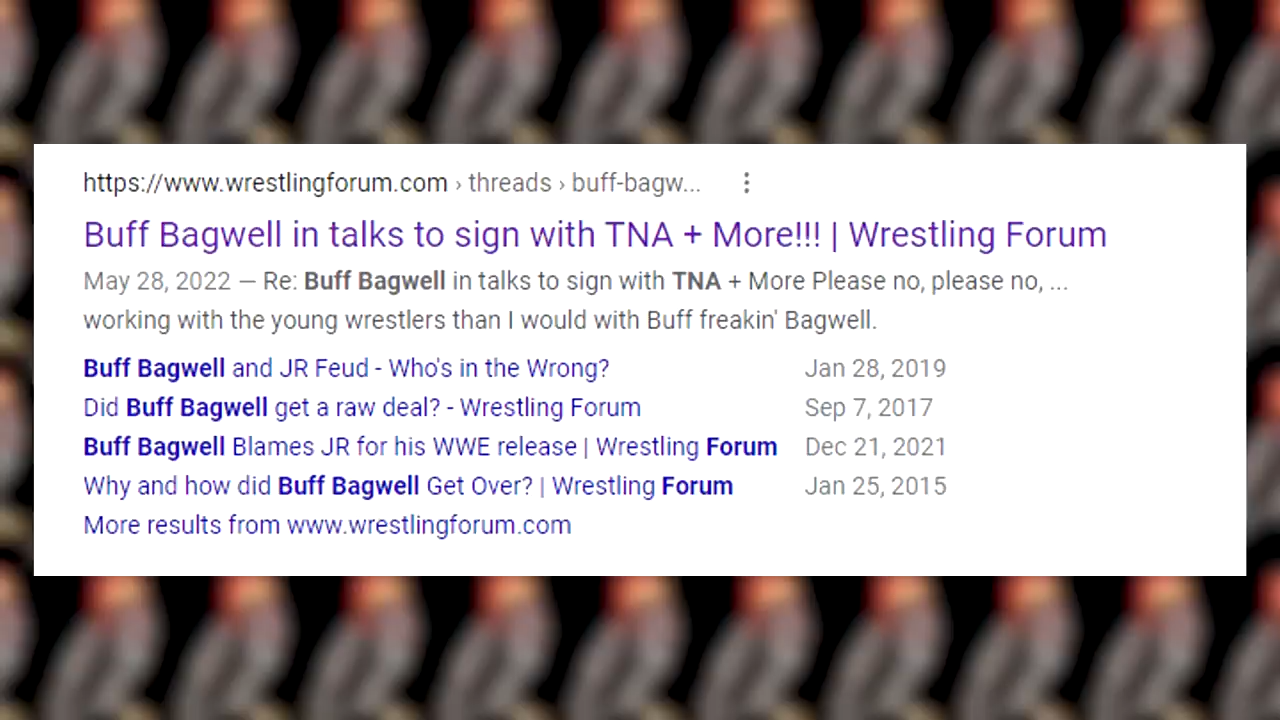 https://www.wrestlingforum.com › threads › buff-bagw...
Buff Bagwell in talks to sign with TNA + More!!! | Wrestling Forum
May 28, 2022 — Re: Buff Bagwell in talks to sign with TNA + More Please no, please no, ...
working with the young wrestlers than I would with Buff freakin' Bagwell.
Buff Bagwell and JR Feud - Who's in the Wrong? Jan 28, 2019
Did Buff Bagwell get a raw deal? - Wrestling Forum Sep 7, 2017
Buff Bagwell Blames JR for his WWE release | Wrestling Forum Dec 21, 2021
Why and how did Buff Bagwell Get Over? | Wrestling Forum Jan 25, 2015
More results from www.wrestlingforum.com